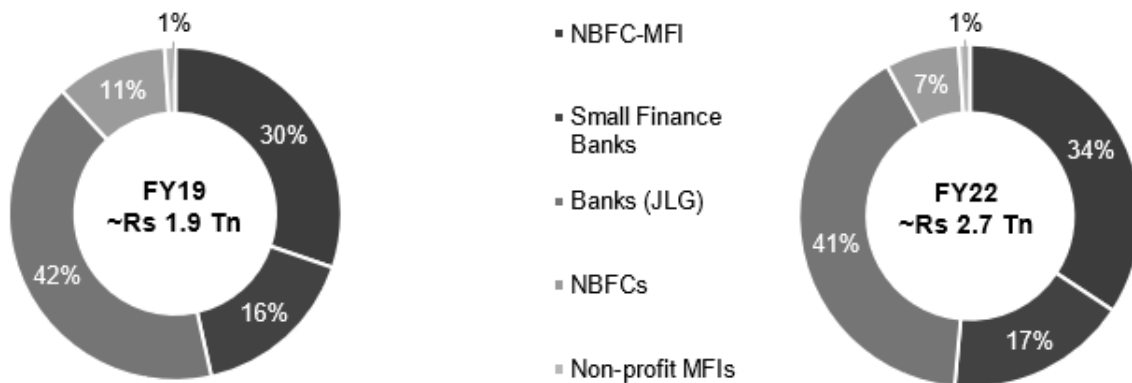 1%
11%
30%
FY19
~Rs 1.9 Tn
42%
16%
NBFC-MFI
Small Finance
Banks
Banks (JLG)
NBFCs
Non-profit MFIs
1%
7%
34%
FY22
~Rs 2.7 Tn
41%
17%